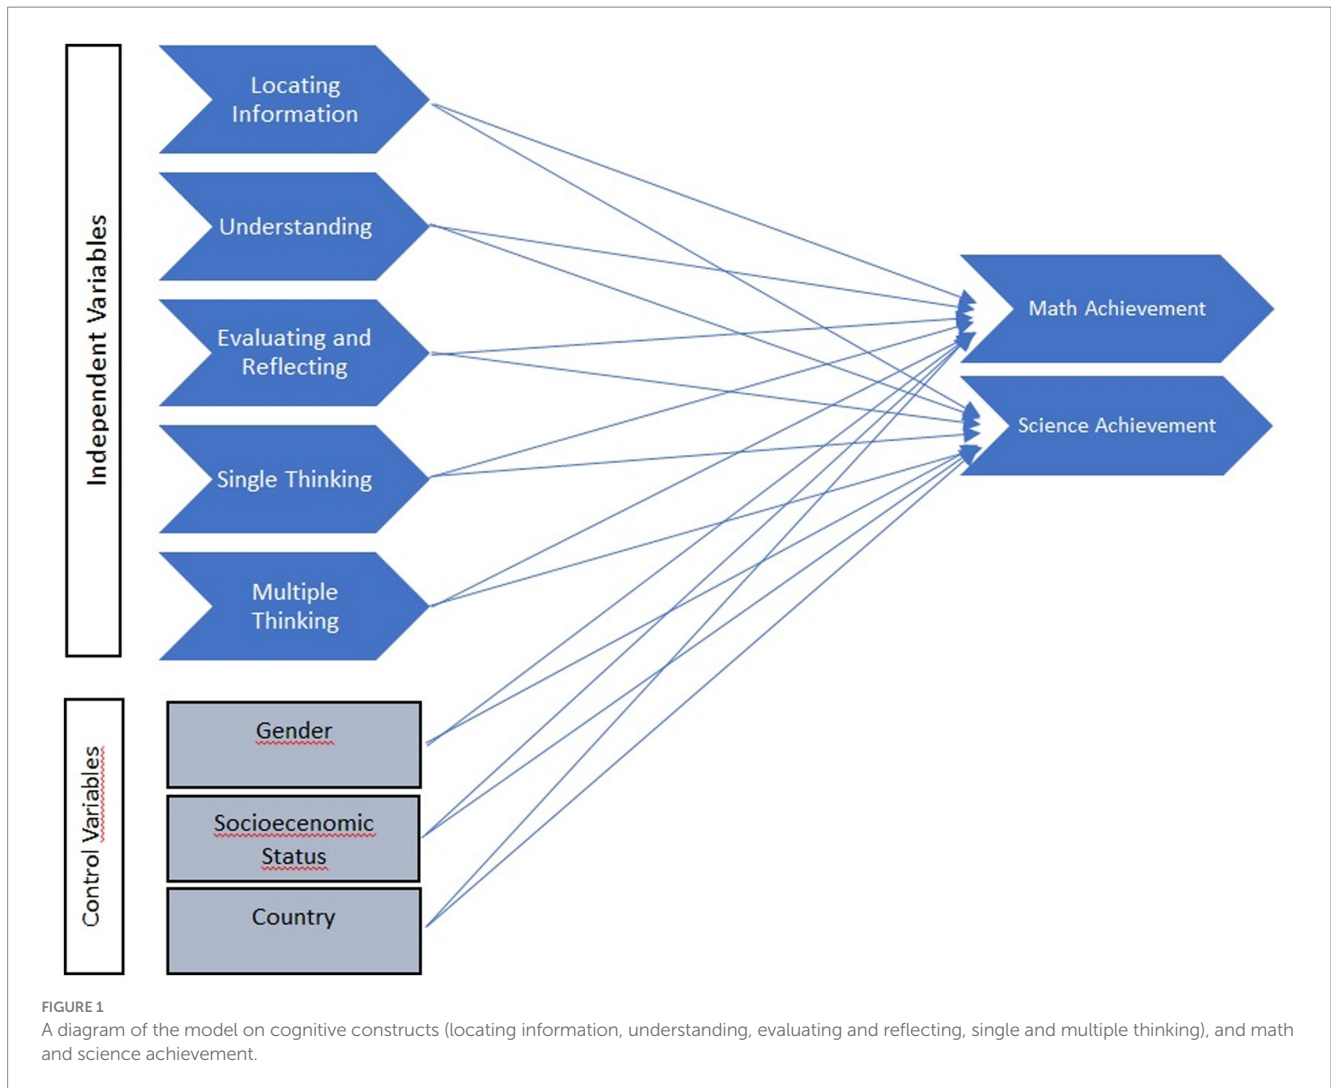 Independent Variables
Locating
Information
Understanding
Evaluating and
Reflecting
Single Thinking
Multiple
Thinking
Math Achievement
Science Achievement
Control Variables
Gender
Socioecenomic
Status
Country
FIGURE 1
A diagram of the model on cognitive constructs (locating information, understanding, evaluating and reflecting, single and multiple thinking), and math
and science achievement.